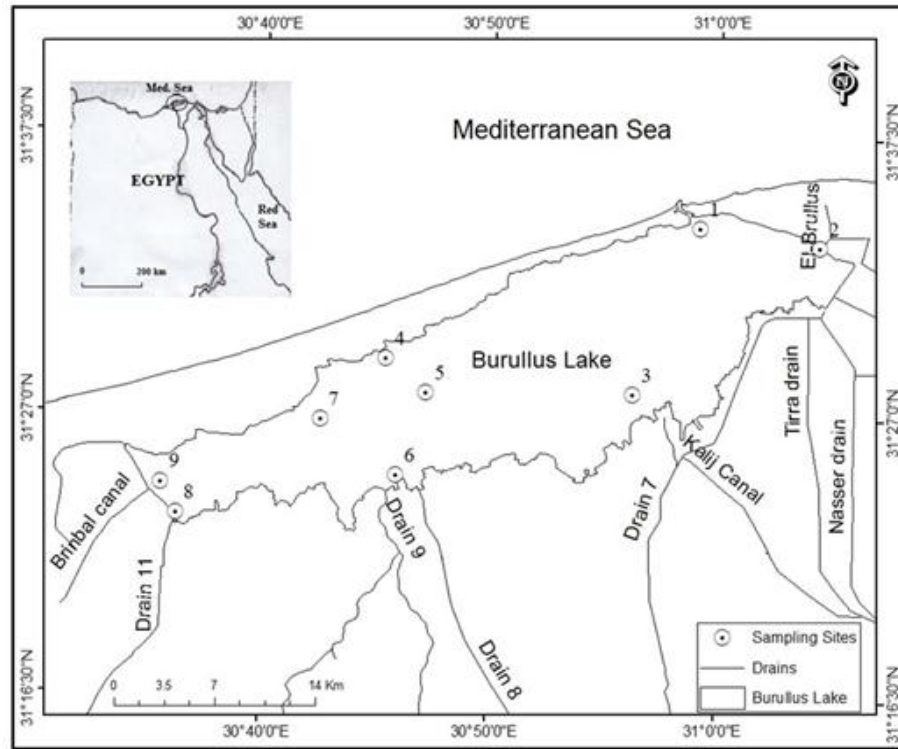 30°40'0"E
30°50'0"E
31°0'0"E
31°37'30"N
31°37'30"N
Med. Sea
EGYPT
Red
Sea
0
200 km
N
Mediterranean Sea
1
El-Brullus
2
4
Burullus Lake
5
3
7
31°27'0"N
31°27'0"N
6
9
8
Brinbal canal
Drain 11
Drain 9
Drain 8
Drain 7
Kalij Canal
Tirra drain
Nasser drain
Sampling Sites
Drains
Burullus Lake
0
3.5
7
14 Km
31°16'30"N
31°16'30"N
30°40'0"E
30°50'0"E
31°0'0"E